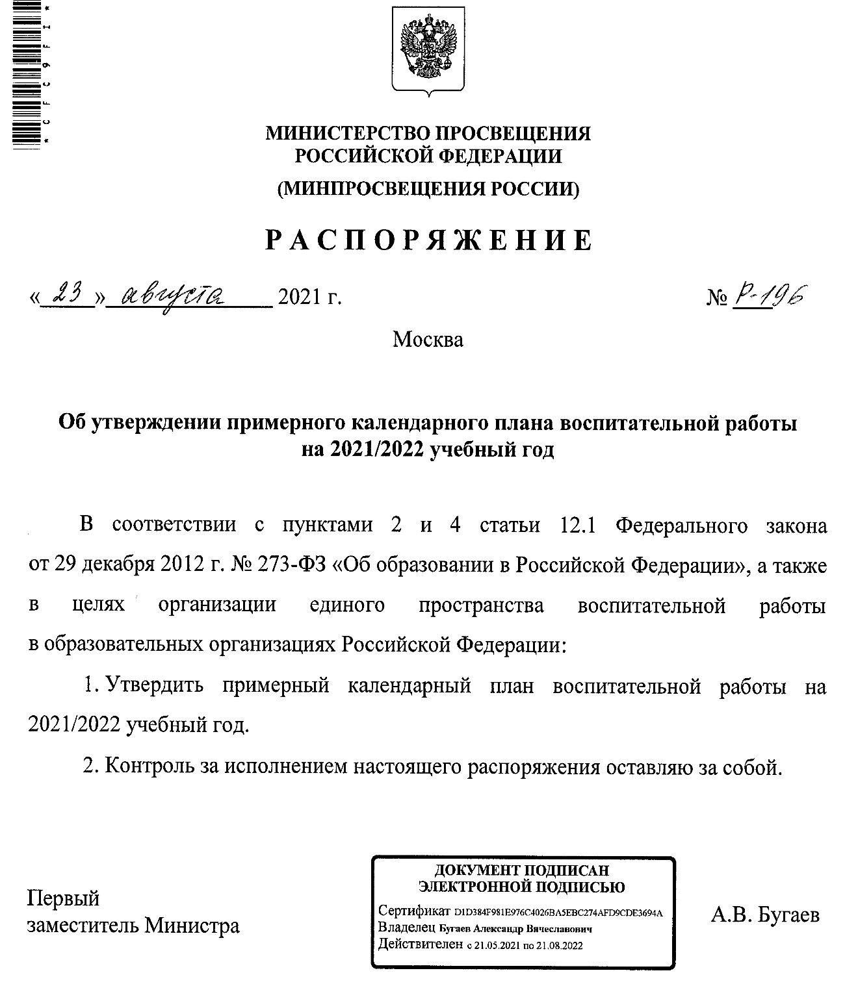 * C F C 9 F I *
МИНИСТЕРСТВО ПРОСВЕЩЕНИЯ
РОССИЙСКОЙ ФЕДЕРАЦИИ
(МИНПРОСВЕЩЕНИЯ РОССИИ)
РАСПОРЯЖЕНИЕ
« 23 » августа 2021 г. № Р-196
Москва
Об утверждении примерного календарного плана воспитательной работы
на 2021/2022 учебный год
В соответствии с пунктами 2 и 4 статьи 12.1 Федерального закона
от 29 декабря 2012 г. № 273-ФЗ «Об образовании в Российской Федерации», а также
в целях организации единого пространства воспитательной работы
в образовательных организациях Российской Федерации:
1. Утвердить примерный календарный план воспитательной работы на
2021/2022 учебный год.
2. Контроль за исполнением настоящего распоряжения оставляю за собой.
Первый
заместитель Министра
ДОКУМЕНТ ПОДПИСАН
ЭЛЕКТРОННОЙ ПОДПИСЬЮ
Сертификат D1D384F981E976C4026BA5EBC274AFD9CDE3694A
Владелец Бугаев Александр Вячеславович
Действителен с 21.05.2021 по 21.08.2022
А.В. Бугаев